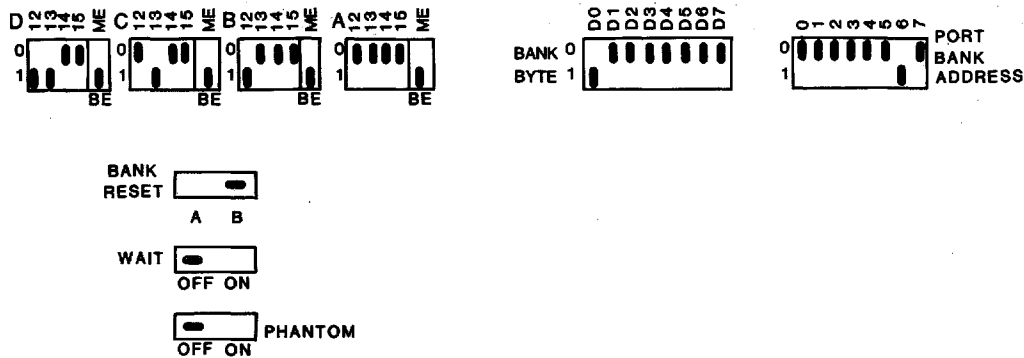 D 12 13 14 15 ME C 12 13 14 15 ME B 12 13 14 15 ME A 12 13 14 15 ME D0 D1 D2 D3 D4 D5 D6 D7 0 1 2 3 4 5 6 7 PORT
0 0 0 0 BANK 0 0 BANK
1 1 1 1 BYTE 1 1 ADDRESS
BE BE BE BE
BANK
RESET
A B
WAIT
OFF ON
PHANTOM
OFF ON